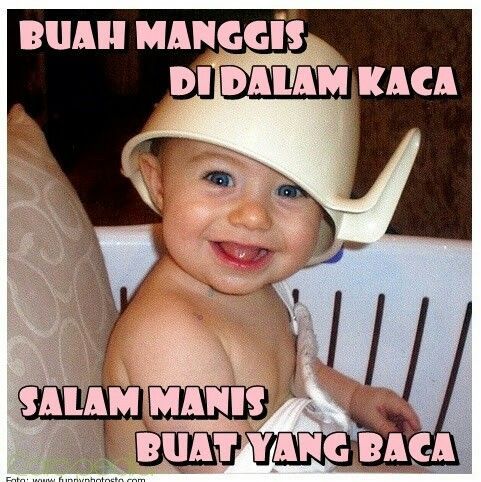 BUAH MANGGIS
DI DALAM KACA
SALAM MANIS
BUAT YANG BACA